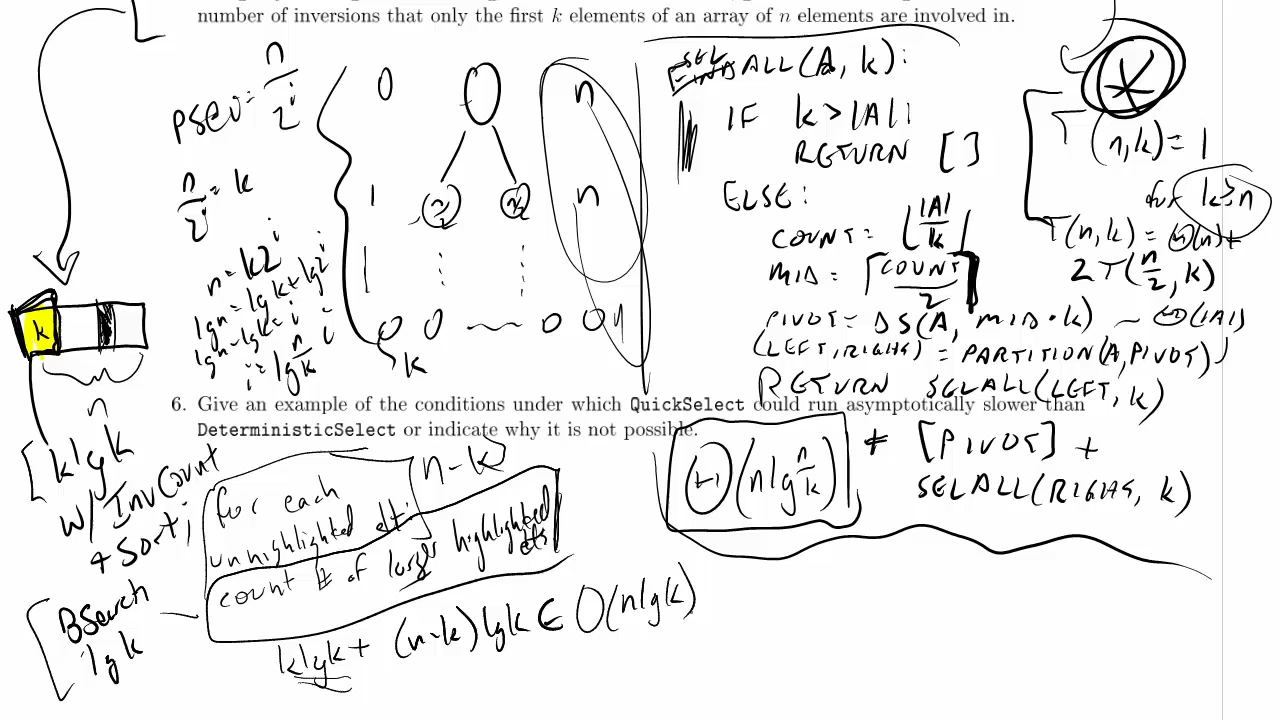 number of inversions that only the first k elements of an array of n elements are involved in.
n/2^i
n/2^i = k
n = k2^i
lg n = lg k + lg 2^i
lg n - lg k = i
i = lg n/k
0 n
1 n/2 n/2 n
k
SELALL(A, k):
IF k > |A|
RETURN []
ELSE:
COUNT = ⌊|A|/k⌋
MID = ⌈COUNT/2⌉
PIVOT = DS(A, MID·k) ~ Θ(|A|)
(LEFT, RIGHT) = PARTITION(A, PIVOT)
RETURN SELALL(LEFT, k)
+ [PIVOT] +
SELALL(RIGHT, k)
*
T(n,k) = 1
for k > n
T(n,k) = Θ(n) +
2T(n/2, k)
Θ(n lg n/k)
6. Give an example of the conditions under which QuickSelect could run asymptotically slower than
DeterministicSelect or indicate why it is not possible.
k
n
k lg k
w/ InvCount
+ Sort;
for each
unhighlighted elt:
(n-k)
count # of larger highlighted
elts
BSearch
lg k
k lg k + (n-k) lg k ∈ O(n lg k)